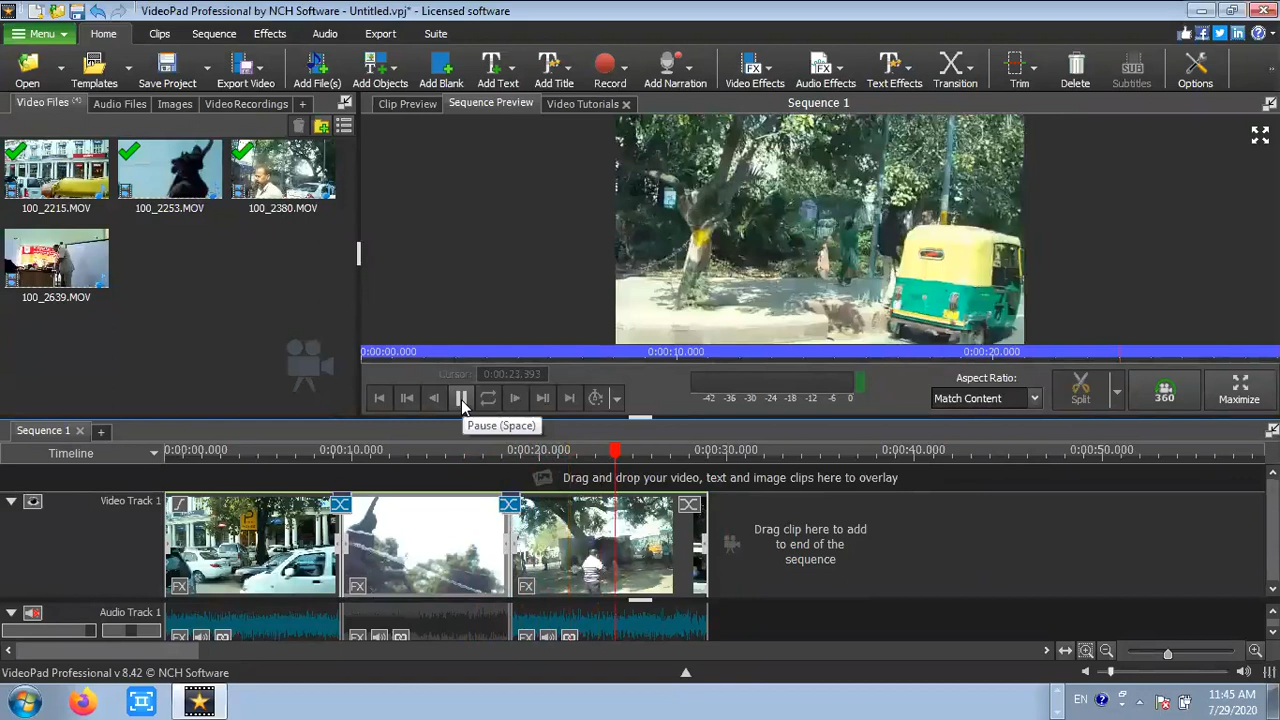 VideoPad Professional by NCH Software - Untitled.vpj* - Licensed software
Menu Home Clips Sequence Effects Audio Export Suite
Open Templates Save Project Export Video Add File(s) Add Objects Add Blank Add Text Add Title Record Add Narration Video Effects Audio Effects Text Effects Transition Trim Delete Subtitles Options
Video Files Audio Files Images Video Recordings +
Clip Preview Sequence Preview Video Tutorials
Sequence 1
100_2215.MOV 100_2253.MOV 100_2380.MOV
100_2639.MOV
0:00:00.000 0:00:10.000 0:00:20.000
Cursor: 0:00:23.393
-42 -36 -30 -24 -18 -12 -6 0
Aspect Ratio:
Match Content
Split
360
Maximize
Pause (Space)
Sequence 1 +
Timeline
0:00:00.000 0:00:10.000 0:00:20.000 0:00:30.000 0:00:40.000 0:00:50.000
Drag and drop your video, text and image clips here to overlay
Video Track 1
Drag clip here to add
to end of the
sequence
FX FX FX
Audio Track 1
FX FX FX
VideoPad Professional v 8.42 © NCH Software
EN
11:45 AM
7/29/2020